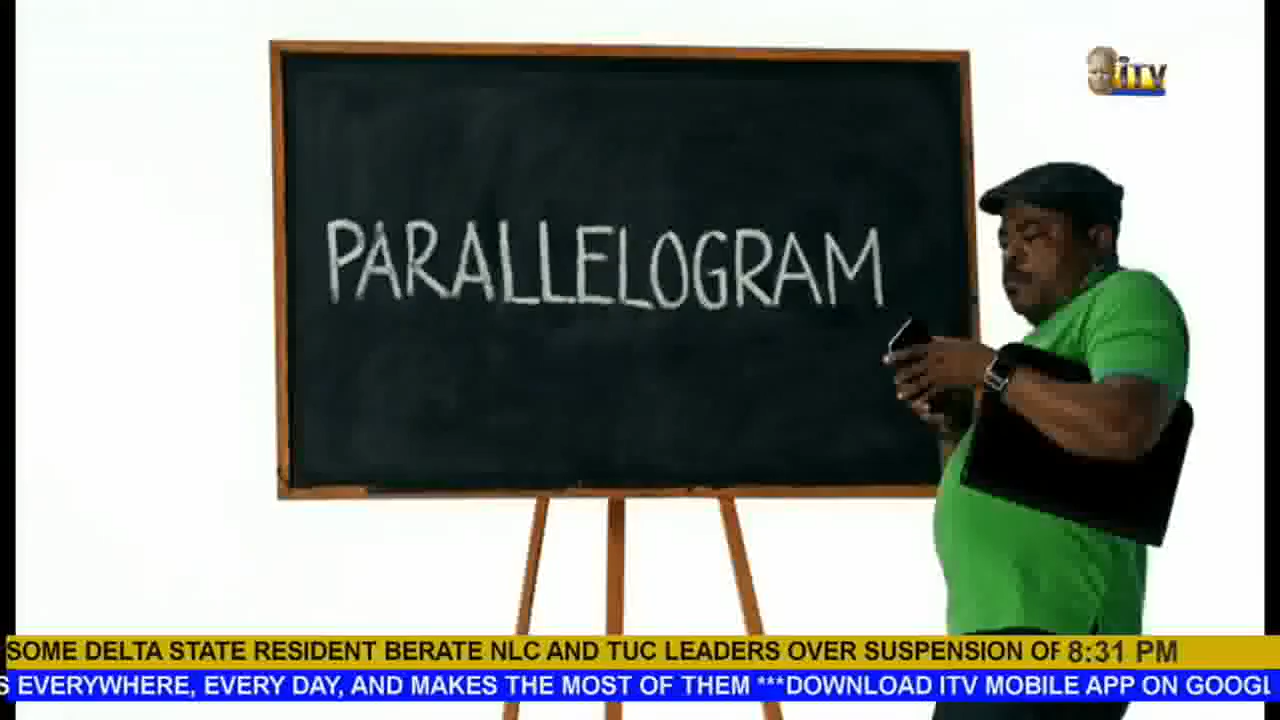 iTV
PARALLELOGRAM
SOME DELTA STATE RESIDENT BERATE NLC AND TUC LEADERS OVER SUSPENSION OF 8:31 PM
S EVERYWHERE, EVERY DAY, AND MAKES THE MOST OF THEM ***DOWNLOAD ITV MOBILE APP ON GOOGL